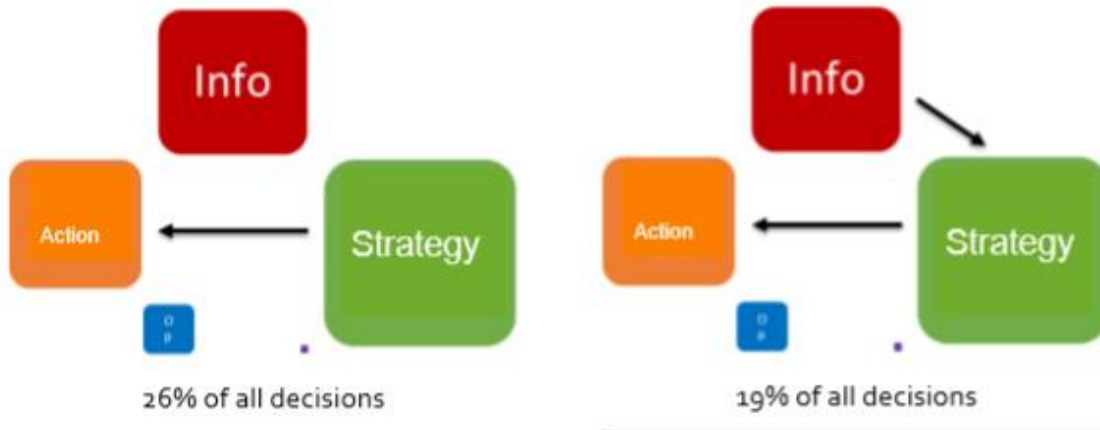 Info
Action
Strategy
O
p
26% of all decisions
Info
Action
Strategy
O
p
19% of all decisions